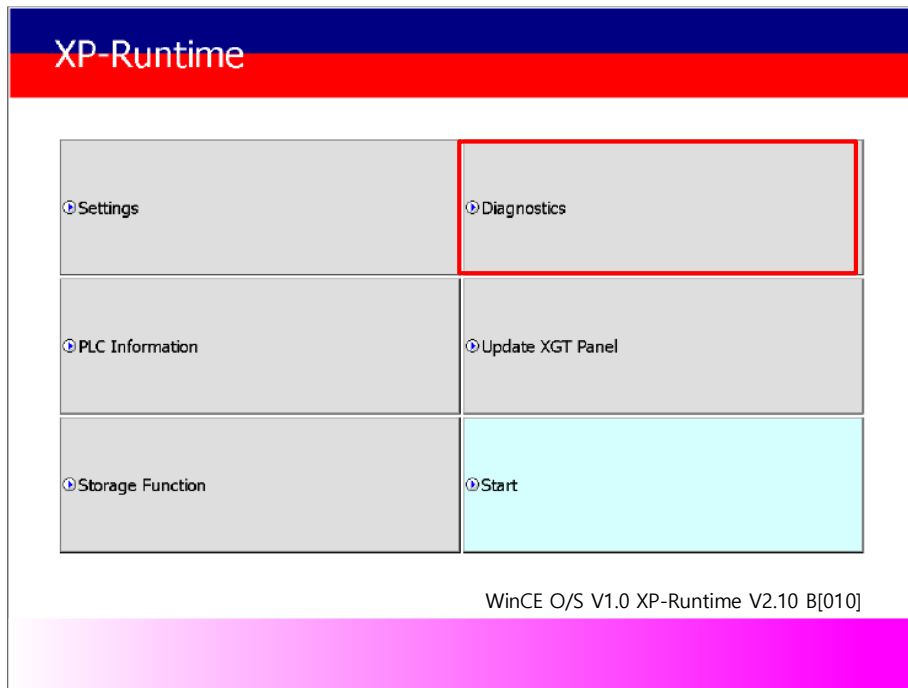 XP-Runtime
Settings
Diagnostics
PLC Information
Update XGT Panel
Storage Function
Start
WinCE O/S V1.0 XP-Runtime V2.10 B[010]